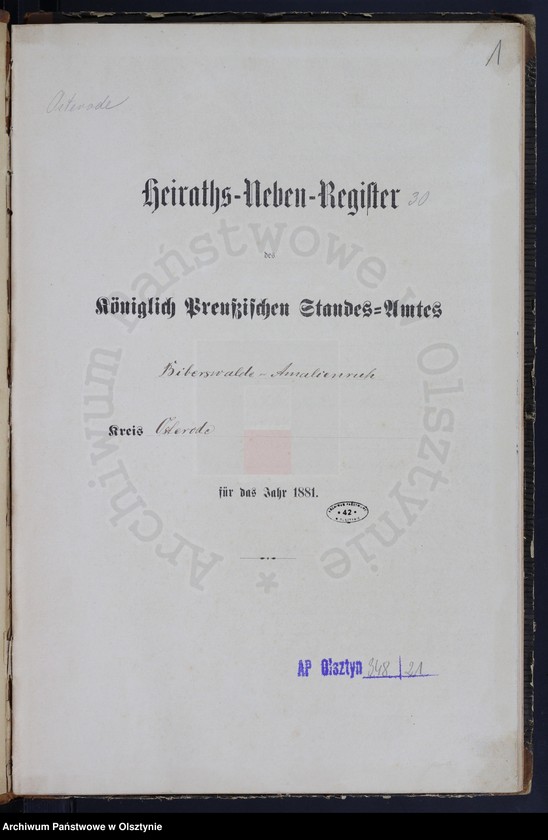 1
Osterode
Heiraths-Neben-Register 30
des
Königlich Preußischen Standes-Amtes
Biberswalde - Amalienruh
Kreis Osterode
für das Jahr 1881.
42
AP Olsztyn 348 / 21
Archiwum Państwowe w Olsztynie *
Archiwum Państwowe w Olsztynie